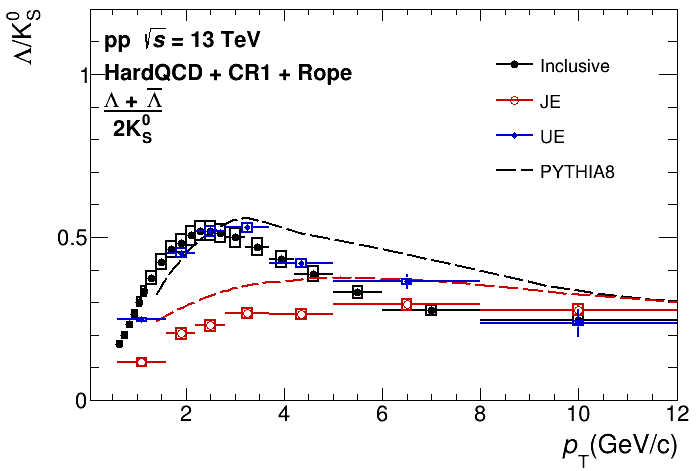 Λ/K⁰_S
pp √s = 13 TeV
HardQCD + CR1 + Rope
Λ + Λ̅
2K⁰_S
Inclusive
JE
UE
PYTHIA8
1
0.5
0
2 4 6 8 10 12
p_T(GeV/c)